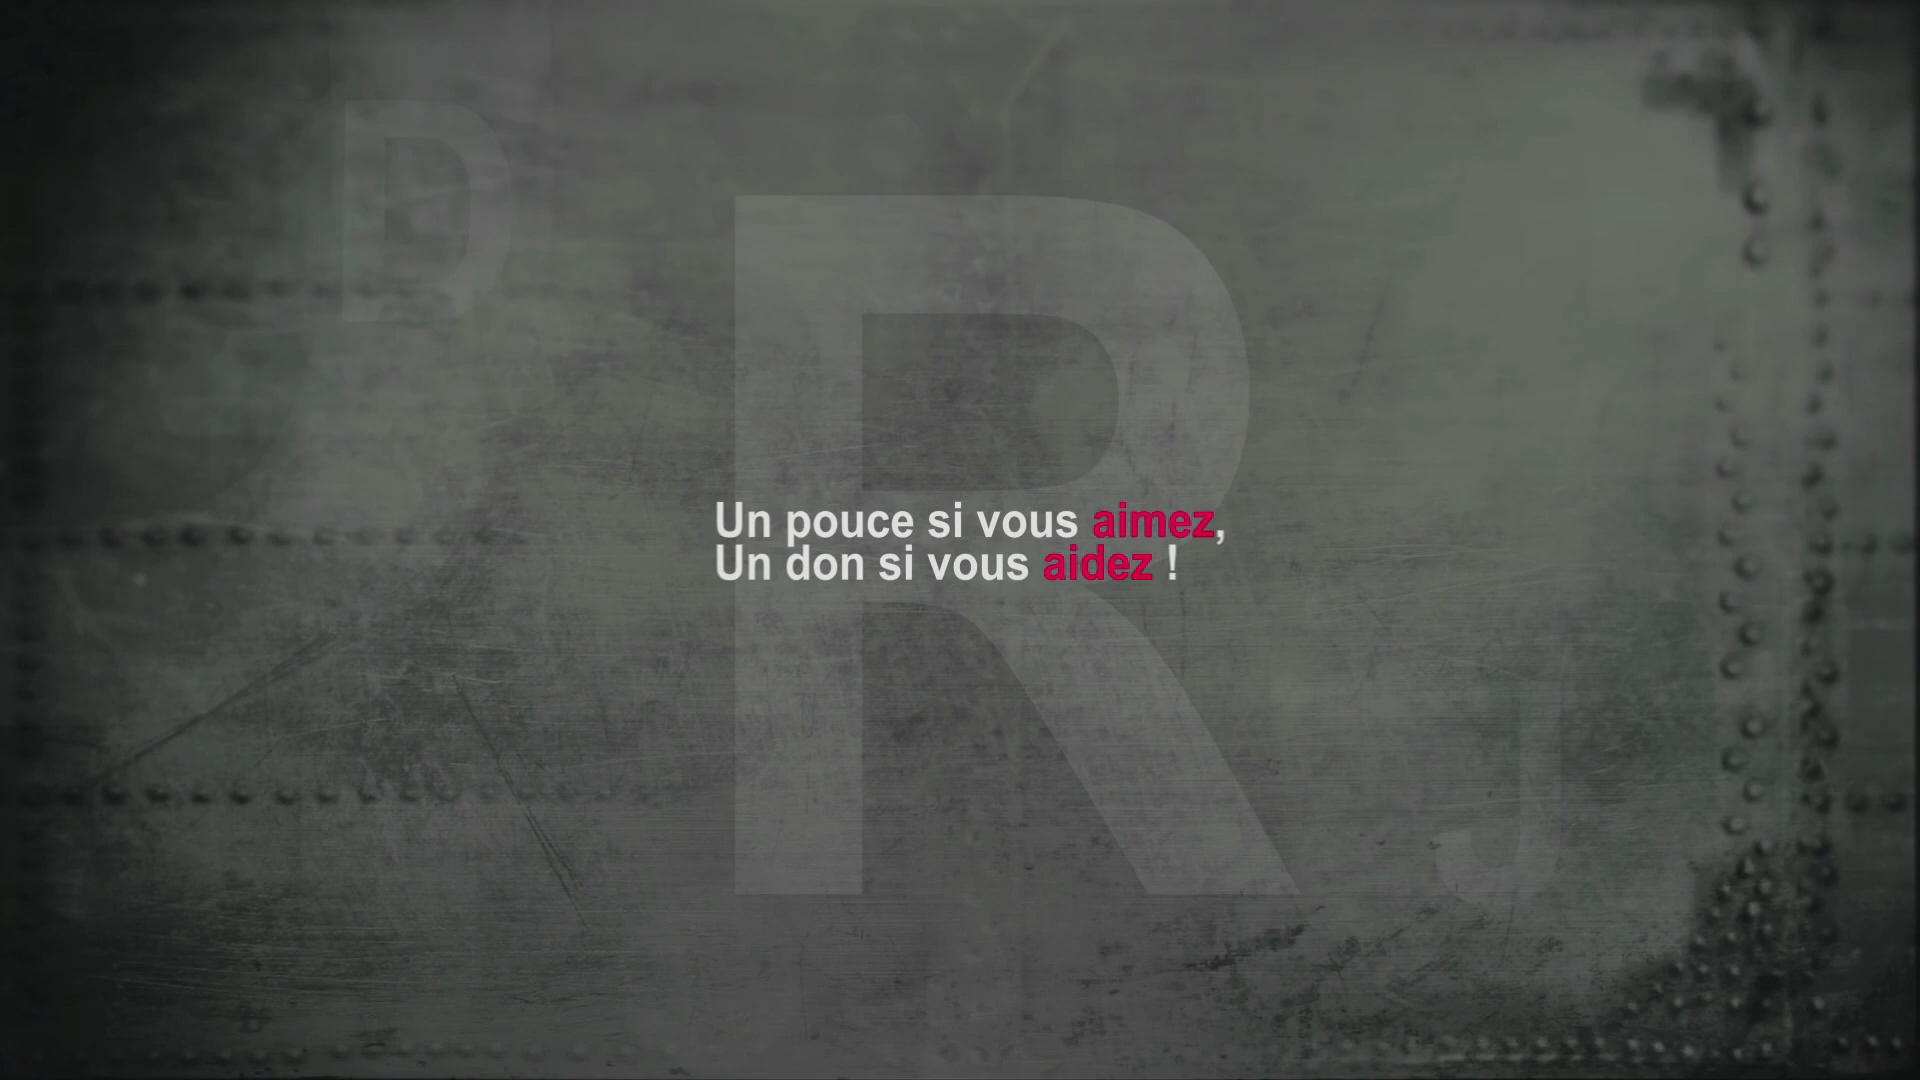 D
R
Un pouce si vous aimez,
Un don si vous aidez !
J